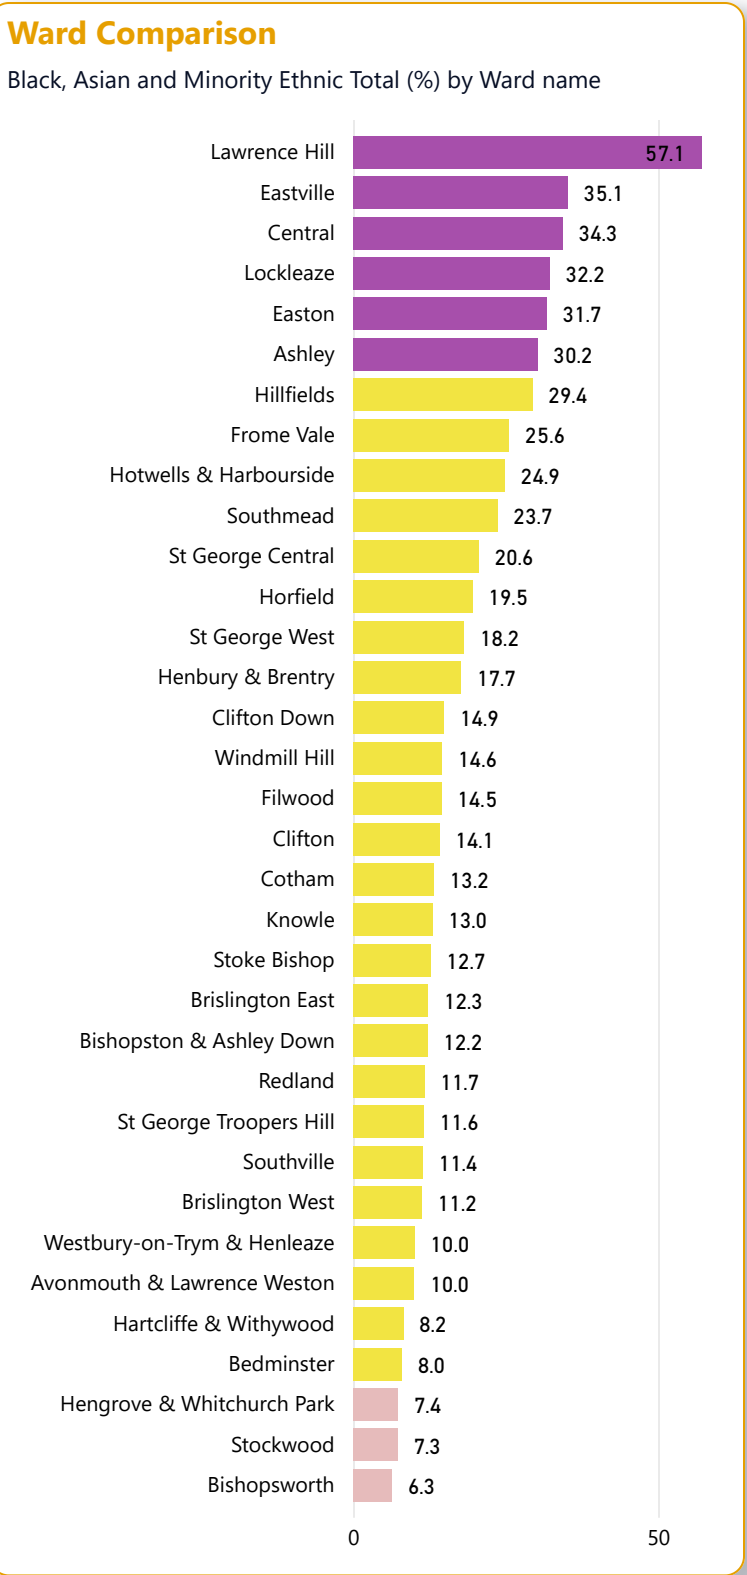 Ward Comparison
Black, Asian and Minority Ethnic Total (%) by Ward name
Lawrence Hill 57.1
Eastville 35.1
Central 34.3
Lockleaze 32.2
Easton 31.7
Ashley 30.2
Hillfields 29.4
Frome Vale 25.6
Hotwells & Harbourside 24.9
Southmead 23.7
St George Central 20.6
Horfield 19.5
St George West 18.2
Henbury & Brentry 17.7
Clifton Down 14.9
Windmill Hill 14.6
Filwood 14.5
Clifton 14.1
Cotham 13.2
Knowle 13.0
Stoke Bishop 12.7
Brislington East 12.3
Bishopston & Ashley Down 12.2
Redland 11.7
St George Troopers Hill 11.6
Southville 11.4
Brislington West 11.2
Westbury-on-Trym & Henleaze 10.0
Avonmouth & Lawrence Weston 10.0
Hartcliffe & Withywood 8.2
Bedminster 8.0
Hengrove & Whitchurch Park 7.4
Stockwood 7.3
Bishopsworth 6.3
0 50